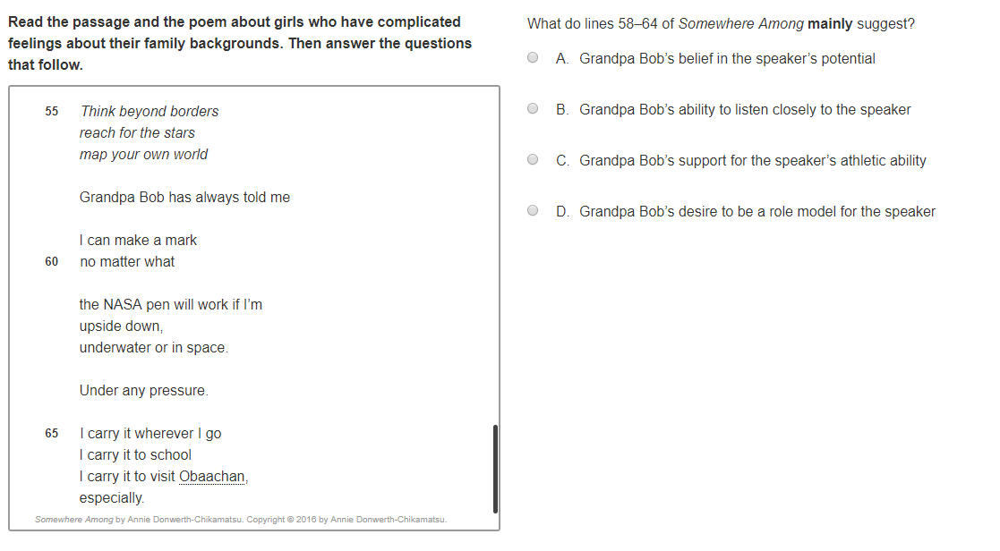 Read the passage and the poem about girls who have complicated
feelings about their family backgrounds. Then answer the questions
that follow.
55 Think beyond borders
reach for the stars
map your own world
Grandpa Bob has always told me
I can make a mark
60 no matter what
the NASA pen will work if I’m
upside down,
underwater or in space.
Under any pressure.
65 I carry it wherever I go
I carry it to school
I carry it to visit Obaachan,
especially.
Somewhere Among by Annie Donwerth-Chikamatsu. Copyright © 2016 by Annie Donwerth-Chikamatsu.
What do lines 58–64 of Somewhere Among mainly suggest?
A. Grandpa Bob’s belief in the speaker’s potential
B. Grandpa Bob’s ability to listen closely to the speaker
C. Grandpa Bob’s support for the speaker’s athletic ability
D. Grandpa Bob’s desire to be a role model for the speaker